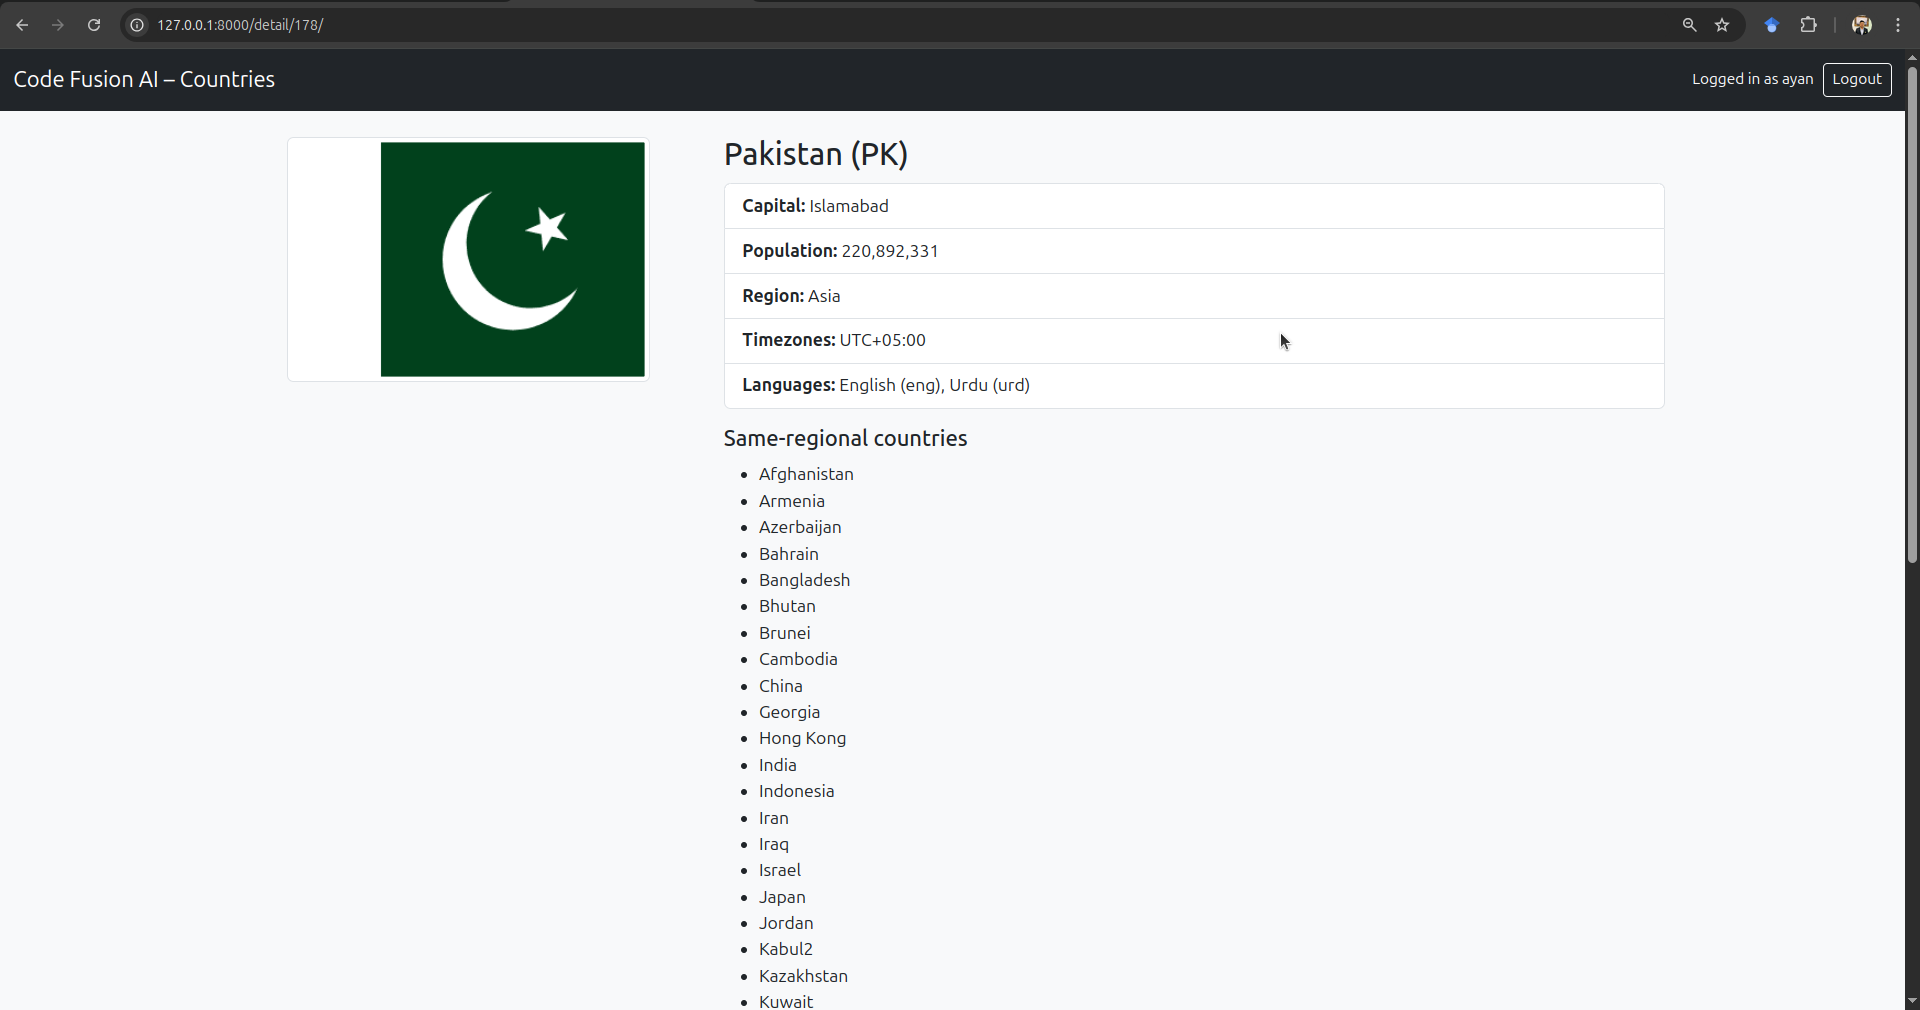 127.0.0.1:8000/detail/178/
Code Fusion AI – Countries
Logged in as ayan
Logout
Pakistan (PK)
Capital: Islamabad
Population: 220,892,331
Region: Asia
Timezones: UTC+05:00
Languages: English (eng), Urdu (urd)
Same-regional countries
Afghanistan
Armenia
Azerbaijan
Bahrain
Bangladesh
Bhutan
Brunei
Cambodia
China
Georgia
Hong Kong
India
Indonesia
Iran
Iraq
Israel
Japan
Jordan
Kabul2
Kazakhstan
Kuwait